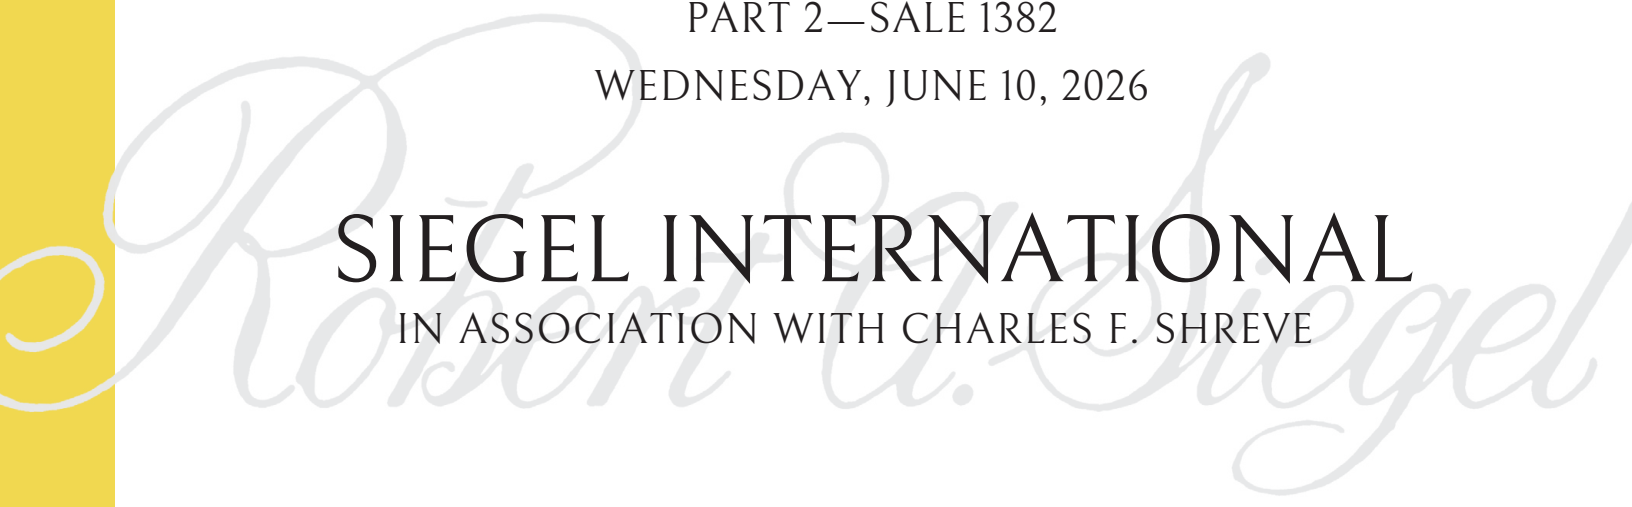 PART 2—SALE 1382
WEDNESDAY, JUNE 10, 2026
Robert A. Siegel
SIEGEL INTERNATIONAL
IN ASSOCIATION WITH CHARLES F. SHREVE